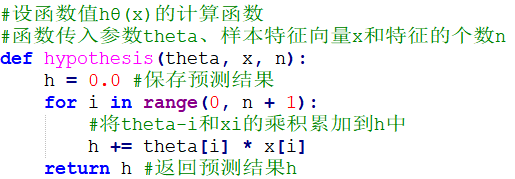 #设函数值hθ(x)的计算函数
#函数传入参数theta、样本特征向量x和特征的个数n
def hypothesis(theta, x, n):
    h = 0.0 #保存预测结果
    for i in range(0, n + 1):
        #将theta-i和xi的乘积累加到h中
        h += theta[i] * x[i]
    return h #返回预测结果h